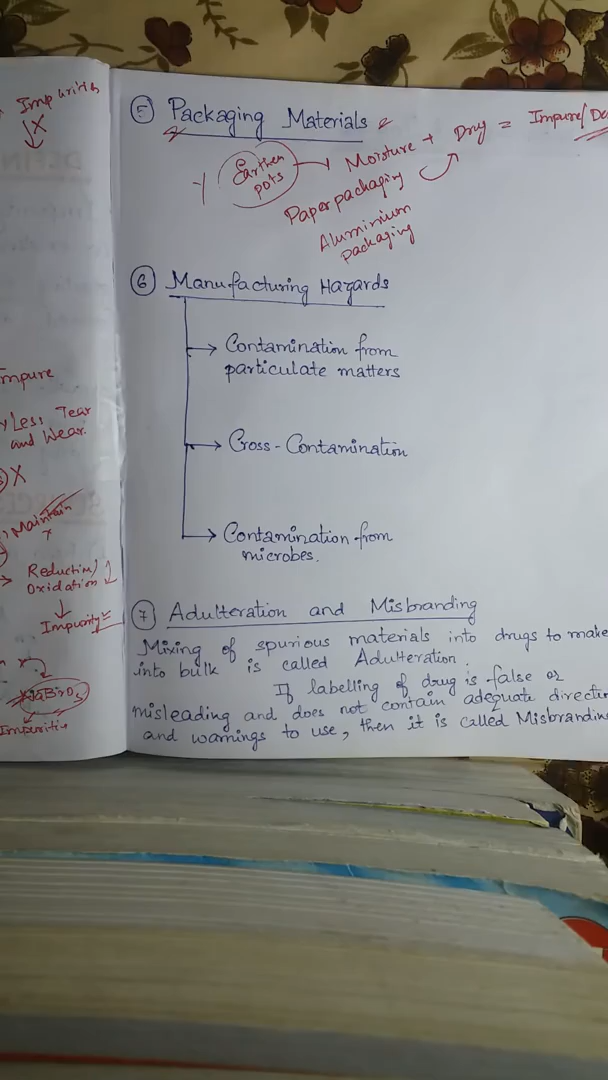 Impurities
X
⑤ Packaging Materials
Earthen pots → Moisture + Drug = Impure/De
Paper packaging
Aluminium packaging
⑥ Manufacturing Hazards
→ Contamination from
particulate matters
→ Cross-Contamination
→ Contamination from
microbes.
mpure
Less, Tear
and Wear.
X
Maintain
x
Reduction/
Oxidation
Impurity
Impurities
⑦ Adulteration and Misbranding
Mixing of spurious materials into drugs to make
into bulk is called Adulteration.
If labelling of drug is false or
misleading and does not contain adequate direction
and warnings to use, then it is called Misbranding